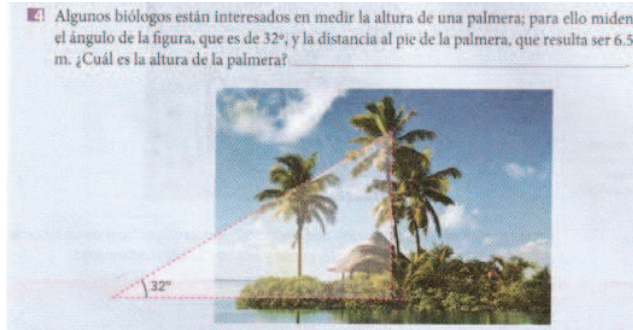 4 Algunos biólogos están interesados en medir la altura de una palmera; para ello miden
el ángulo de la figura, que es de 32º, y la distancia al pie de la palmera, que resulta ser 6.5
m. ¿Cuál es la altura de la palmera?
32º